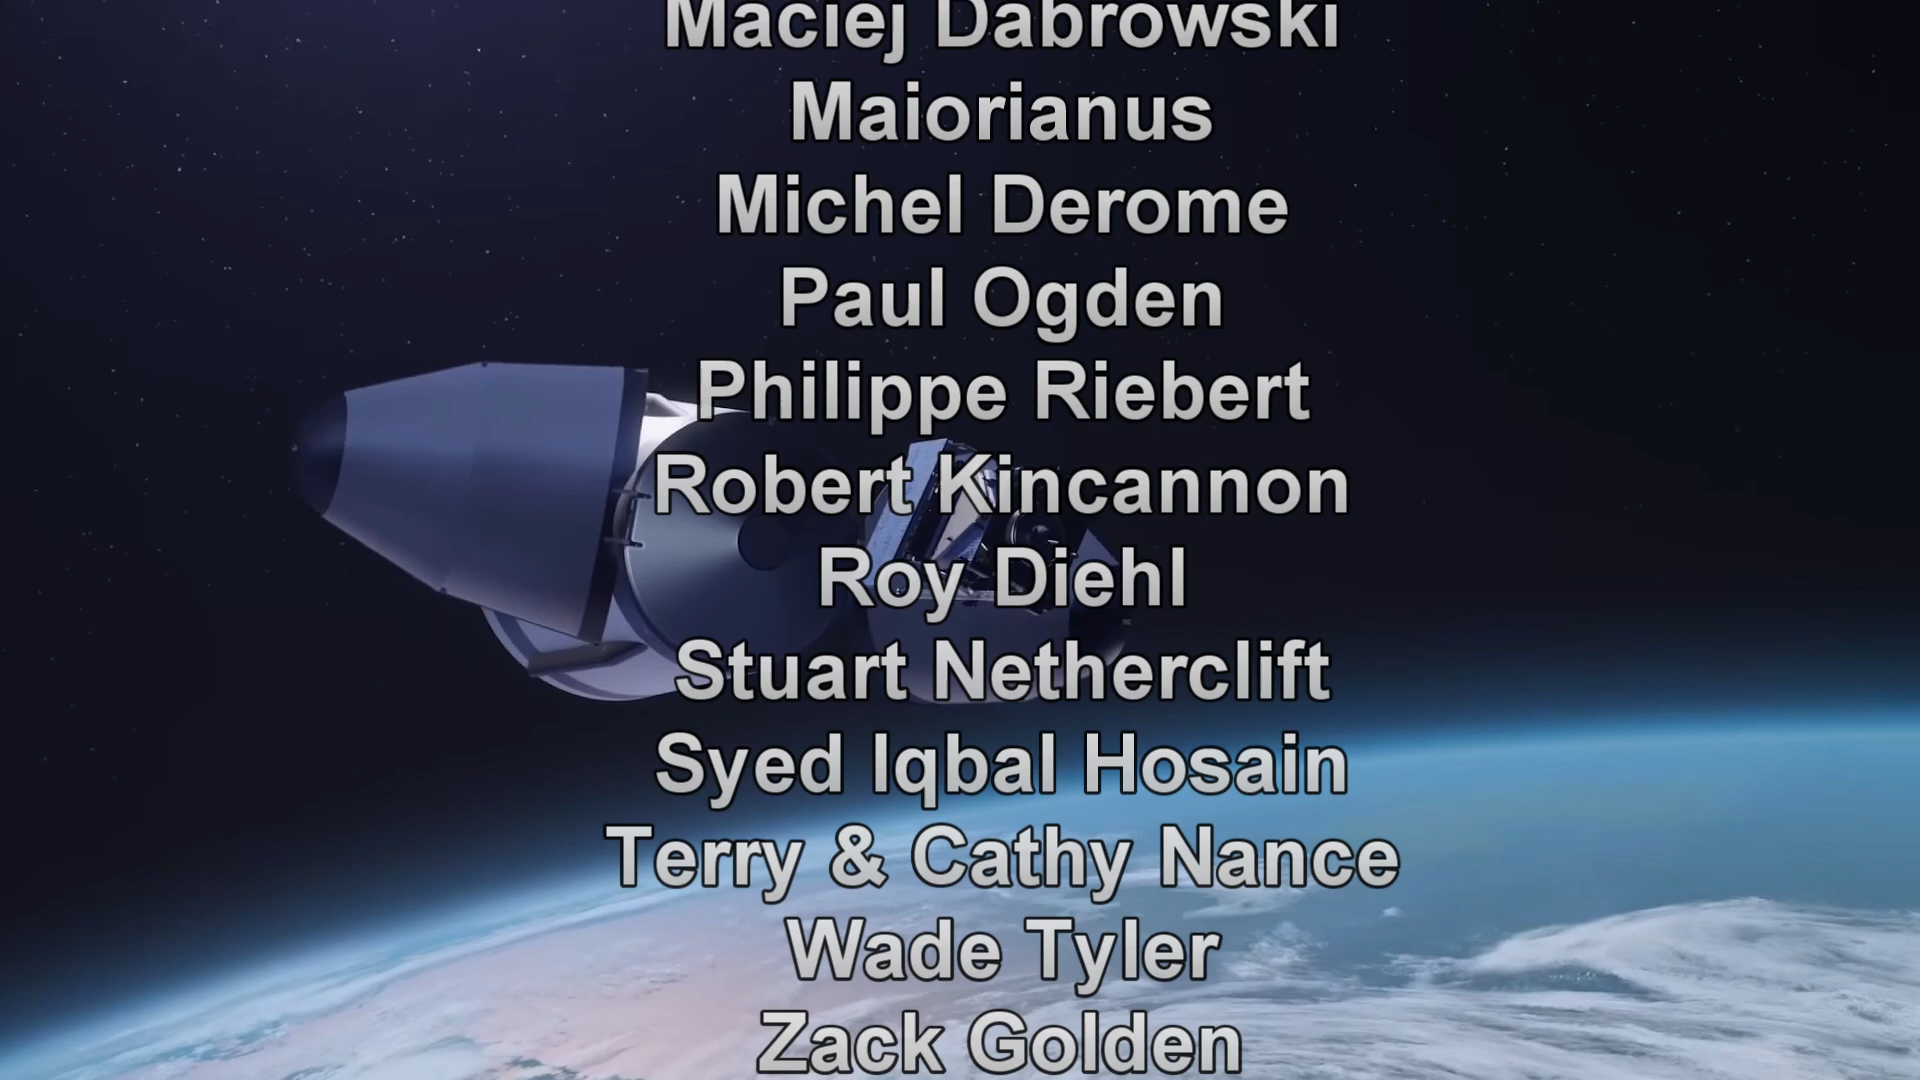 Maciej Dabrowski
Maiorianus
Michel Derome
Paul Ogden
Philippe Riebert
Robert Kincannon
Roy Diehl
Stuart Netherclift
Syed Iqbal Hosain
Terry & Cathy Nance
Wade Tyler
Zack Golden